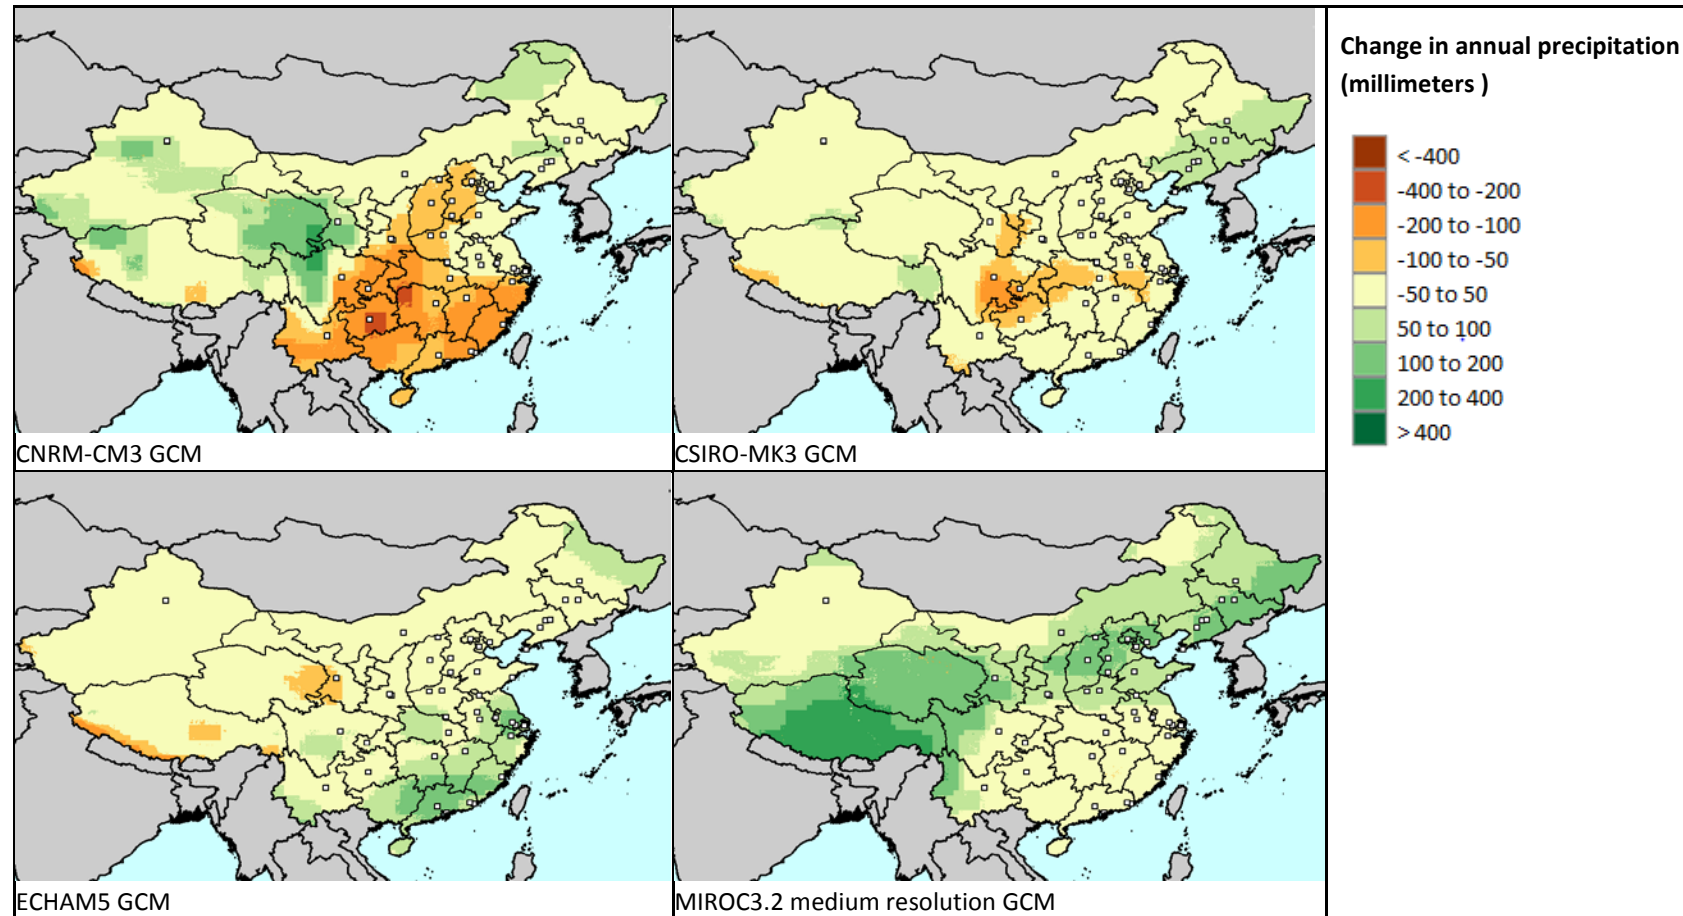 Change in annual precipitation
(millimeters )
< -400
-400 to -200
-200 to -100
-100 to -50
-50 to 50
50 to 100
100 to 200
200 to 400
> 400
CNRM-CM3 GCM
CSIRO-MK3 GCM
ECHAM5 GCM
MIROC3.2 medium resolution GCM